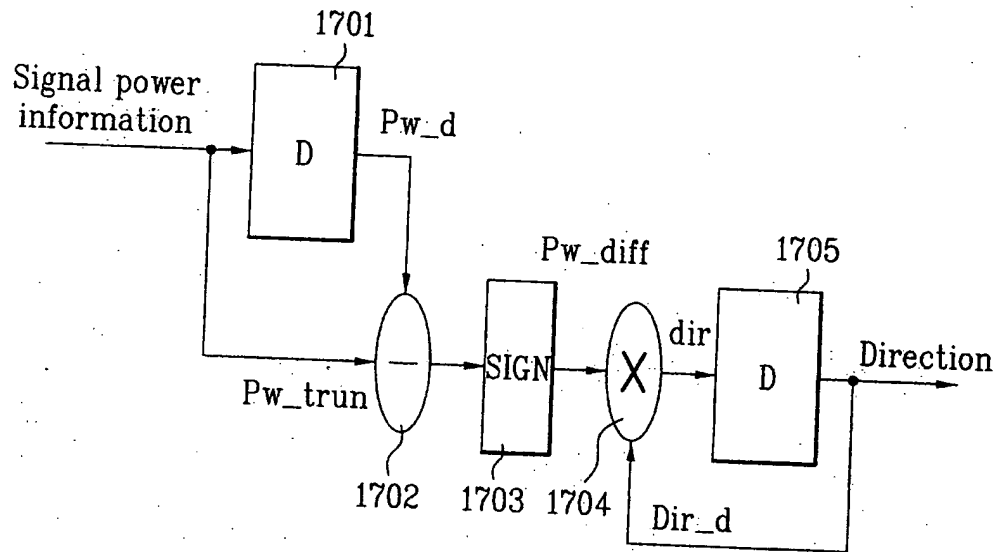 1701
Signal power
information
D
Pw_d
Pw_diff
1705
dir
D
Direction
SIGN
X
Pw_trun
1702
1703
1704
Dir_d